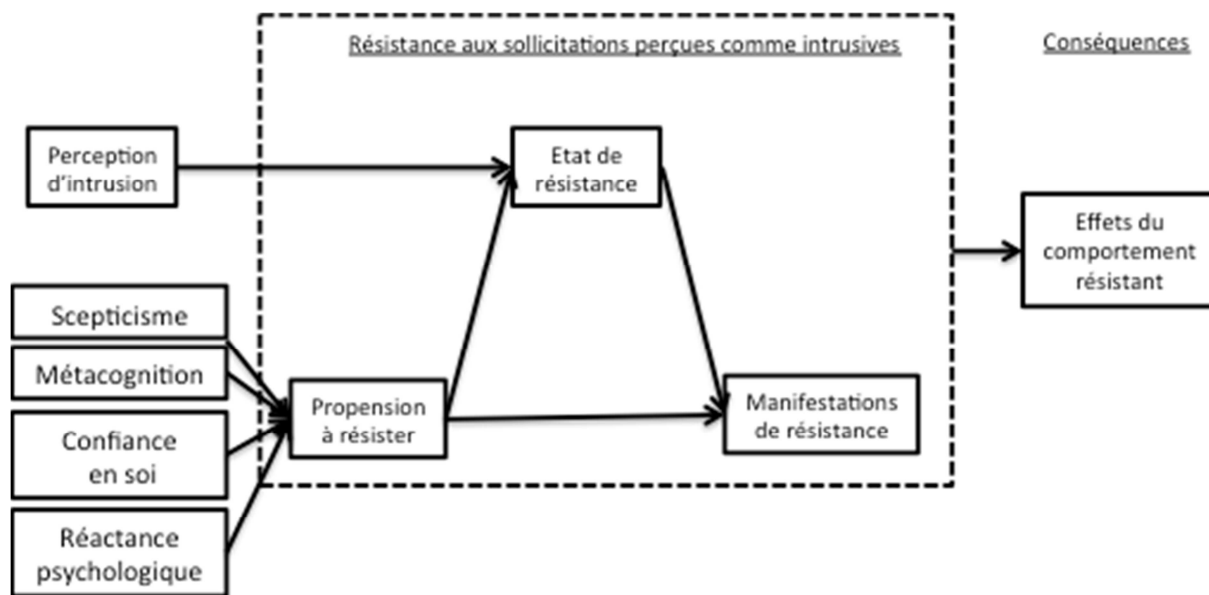 Résistance aux sollicitations perçues comme intrusives
Conséquences
Perception
d'intrusion
Etat de
résistance
Effets du
comportement
résistant
Scepticisme
Métacognition
Confiance
en soi
Réactance
psychologique
Propension
à résister
Manifestations
de résistance